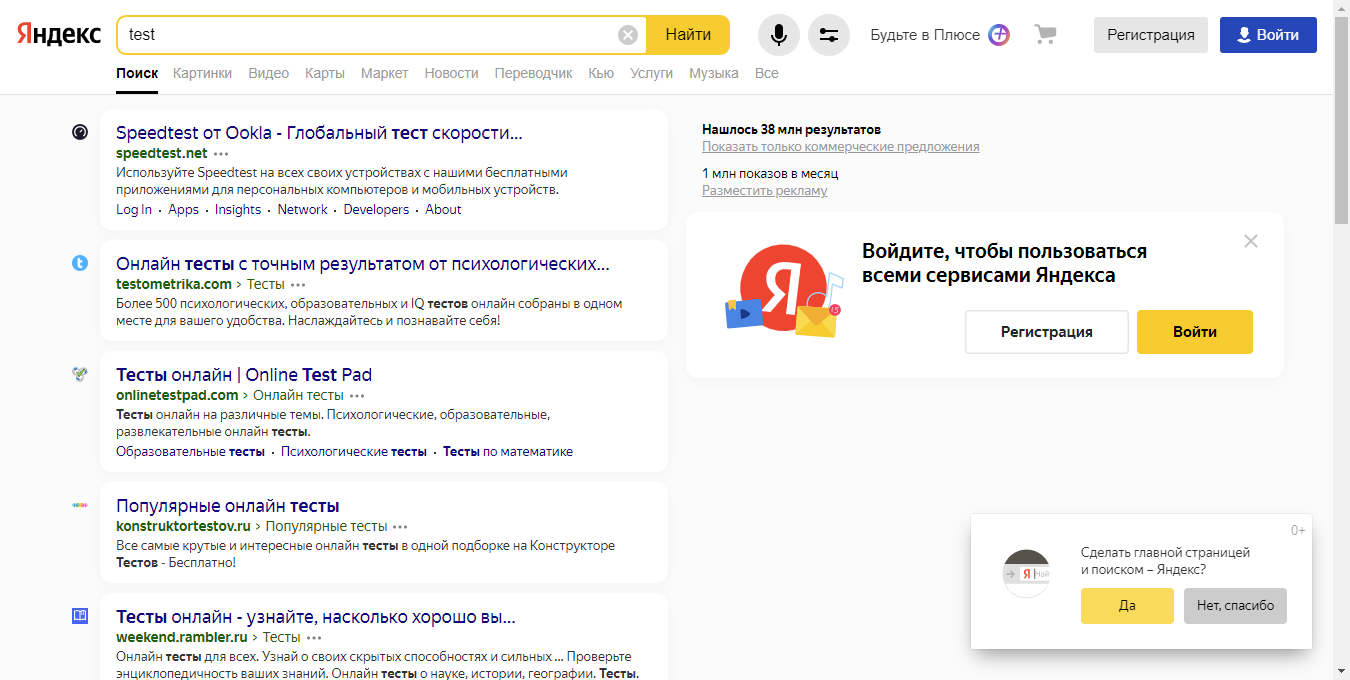 Яндекс
test
Найти
Будьте в Плюсе
Регистрация
Войти
Поиск Картинки Видео Карты Маркет Новости Переводчик Кью Услуги Музыка Все
Speedtest от Ookla - Глобальный тест скорости...
speedtest.net
Используйте Speedtest на всех своих устройствах с нашими бесплатными
приложениями для персональных компьютеров и мобильных устройств.
Log In · Apps · Insights · Network · Developers · About
Онлайн тесты с точным результатом от психологических...
testometrika.com › Тесты
Более 500 психологических, образовательных и IQ тестов онлайн собраны в одном
месте для вашего удобства. Наслаждайтесь и познавайте себя!
Тесты онлайн | Online Test Pad
onlinetestpad.com › Онлайн тесты
Тесты онлайн на различные темы. Психологические, образовательные,
развлекательные онлайн тесты.
Образовательные тесты · Психологические тесты · Тесты по математике
Популярные онлайн тесты
konstruktortestov.ru › Популярные тесты
Все самые крутые и интересные онлайн тесты в одной подборке на Конструкторе
Тестов - Бесплатно!
Тесты онлайн - узнайте, насколько хорошо вы...
weekend.rambler.ru › Тесты
Онлайн тесты для всех. Узнай о своих скрытых способностях и сильных ... Проверьте
энциклопедичность ваших знаний. Онлайн тесты о науке, истории, географии. Тесты.
Нашлось 38 млн результатов
Показать только коммерческие предложения
1 млн показов в месяц
Разместить рекламу
Я
15
Войдите, чтобы пользоваться
всеми сервисами Яндекса
Регистрация
Войти
0+
Я Най
Сделать главной страницей
и поиском – Яндекс?
Да
Нет, спасибо